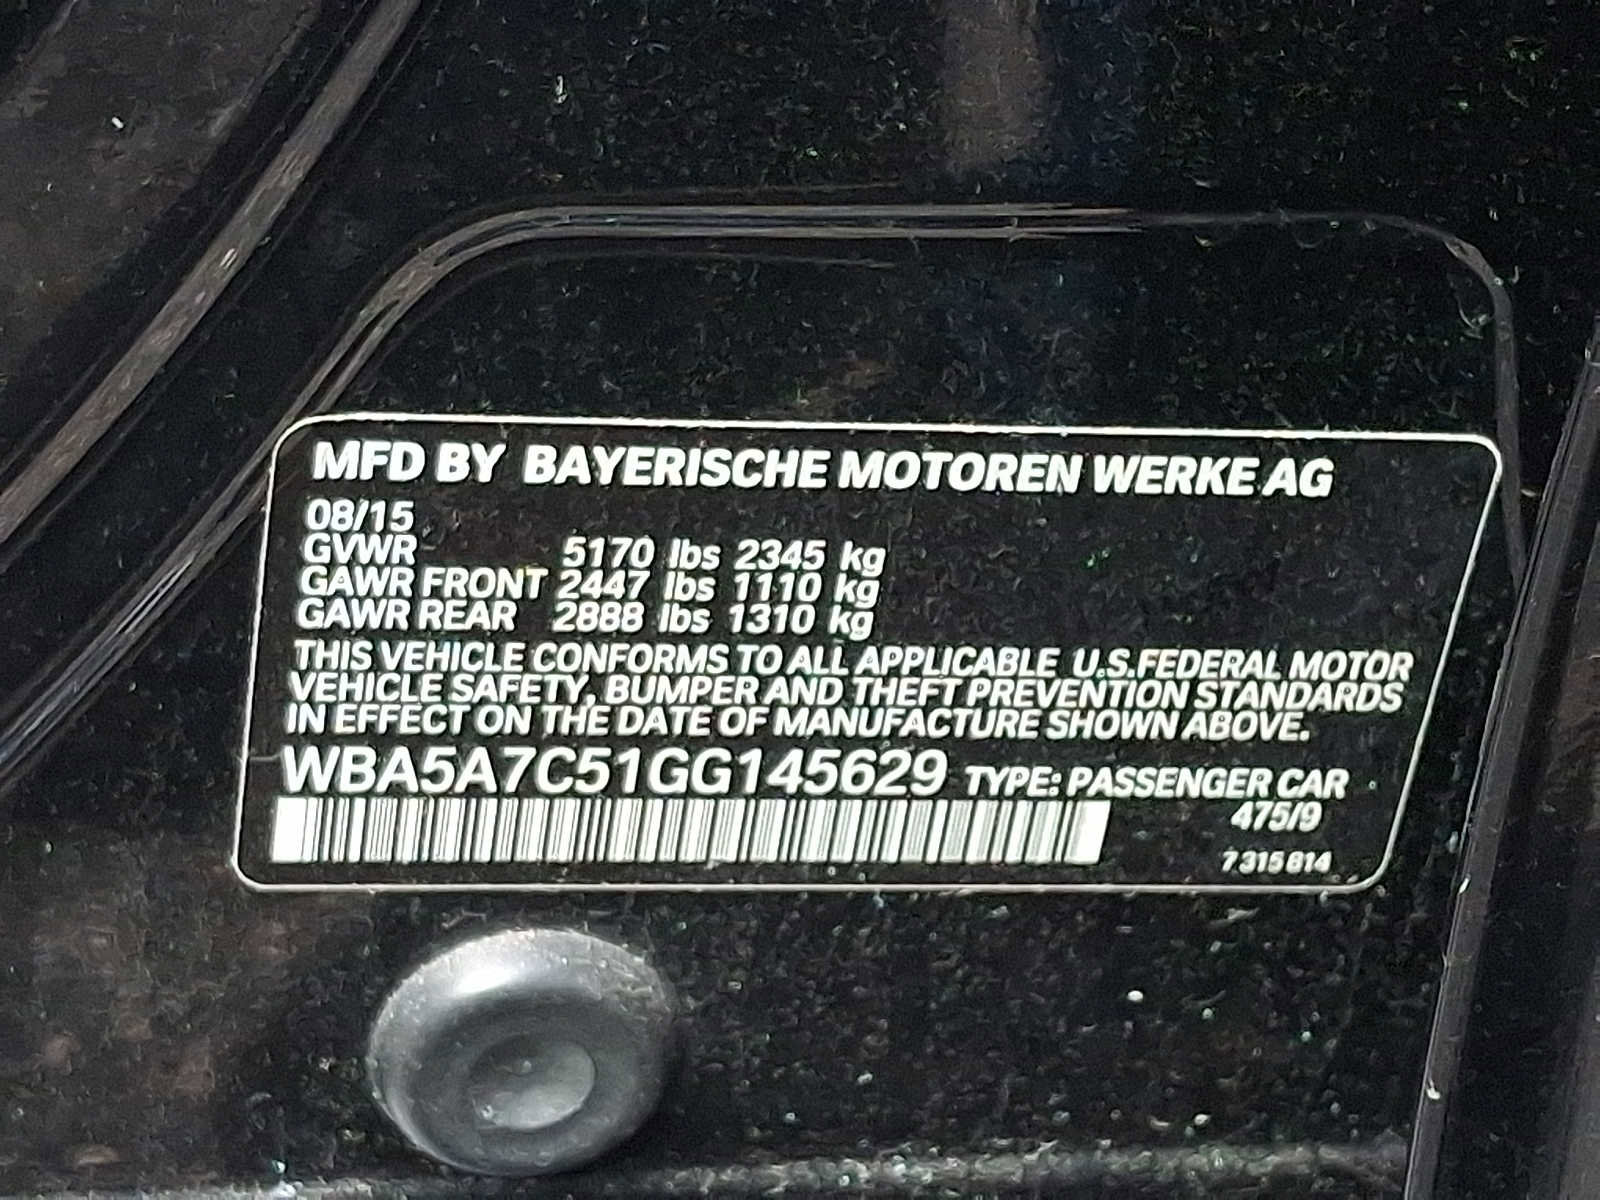 MFD BY BAYERISCHE MOTOREN WERKE AG
08/15
GVWR 5170 lbs 2345 kg
GAWR FRONT 2447 lbs 1110 kg
GAWR REAR 2888 lbs 1310 kg
THIS VEHICLE CONFORMS TO ALL APPLICABLE U.S.FEDERAL MOTOR
VEHICLE SAFETY, BUMPER AND THEFT PREVENTION STANDARDS
IN EFFECT ON THE DATE OF MANUFACTURE SHOWN ABOVE.
WBA5A7C51GG145629 TYPE: PASSENGER CAR
475/9
7 315 814